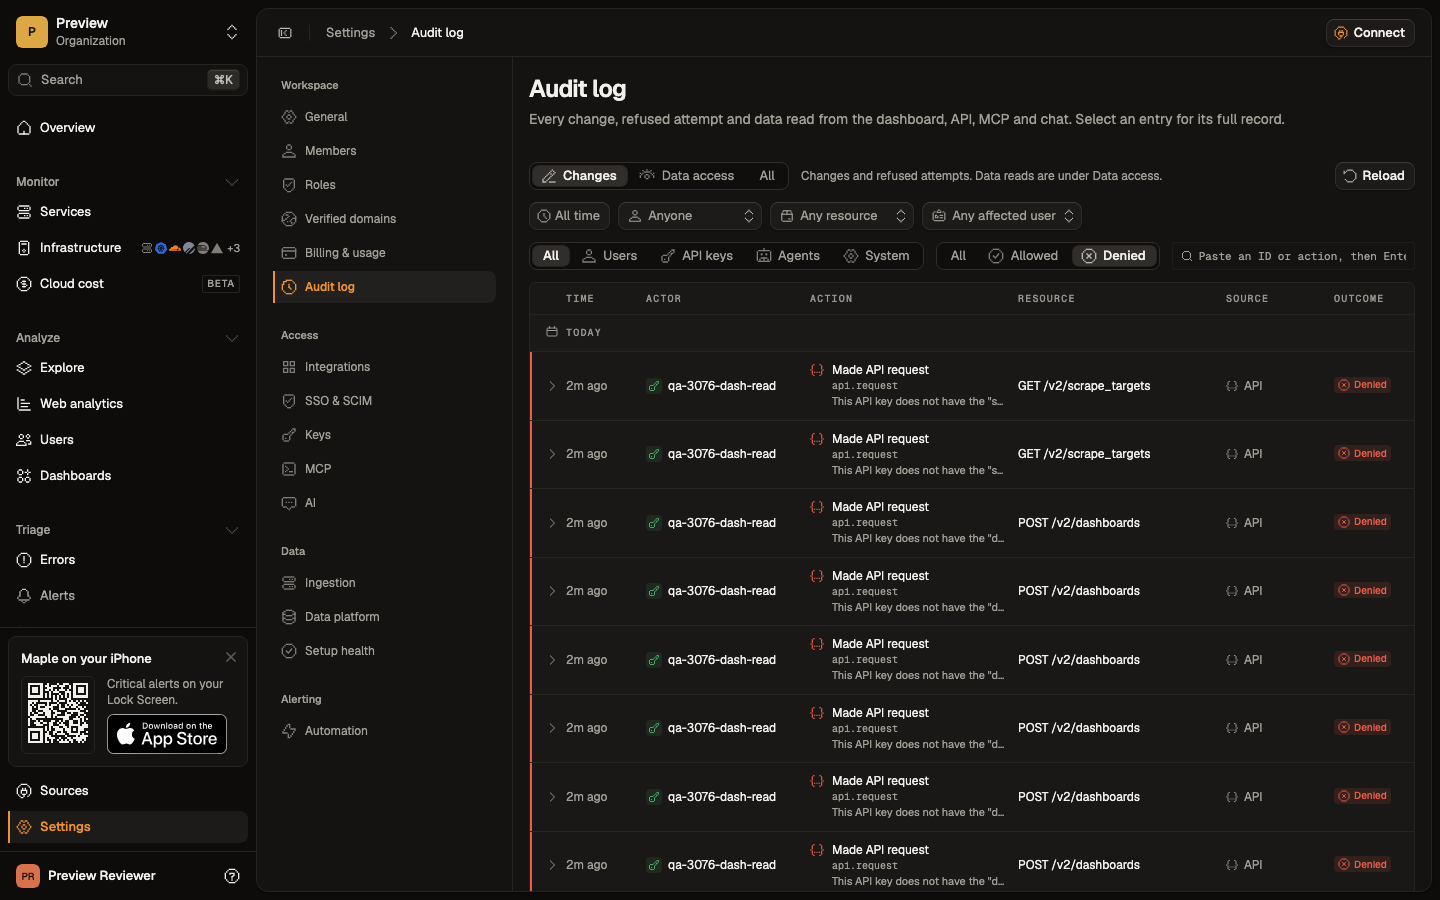 P
Preview
Organization
Search
⌘K
Overview
Monitor
Services
Infrastructure
+3
Cloud cost
BETA
Analyze
Explore
Web analytics
Users
Dashboards
Triage
Errors
Alerts
Maple on your iPhone
Critical alerts on your
Lock Screen.
Download on the
App Store
Sources
Settings
PR
Preview Reviewer
Settings
Audit log
Connect
Workspace
General
Members
Roles
Verified domains
Billing & usage
Audit log
Access
Integrations
SSO & SCIM
Keys
MCP
AI
Data
Ingestion
Data platform
Setup health
Alerting
Automation
Audit log
Every change, refused attempt and data read from the dashboard, API, MCP and chat. Select an entry for its full record.
Changes
Data access
All
Changes and refused attempts. Data reads are under Data access.
Reload
All time
Anyone
Any resource
Any affected user
All
Users
API keys
Agents
System
All
Allowed
Denied
Paste an ID or action, then Ente
TIME ACTOR ACTION RESOURCE SOURCE OUTCOME
TODAY
2m ago qa-3076-dash-read
Made API request
api.request
This API key does not have the "s...
GET /v2/scrape_targets API Denied
2m ago qa-3076-dash-read
Made API request
api.request
This API key does not have the "s...
GET /v2/scrape_targets API Denied
2m ago qa-3076-dash-read
Made API request
api.request
This API key does not have the "d...
POST /v2/dashboards API Denied
2m ago qa-3076-dash-read
Made API request
api.request
This API key does not have the "d...
POST /v2/dashboards API Denied
2m ago qa-3076-dash-read
Made API request
api.request
This API key does not have the "d...
POST /v2/dashboards API Denied
2m ago qa-3076-dash-read
Made API request
api.request
This API key does not have the "d...
POST /v2/dashboards API Denied
2m ago qa-3076-dash-read
Made API request
api.request
This API key does not have the "d...
POST /v2/dashboards API Denied
2m ago qa-3076-dash-read
Made API request
api.request
This API key does not have the "d...
POST /v2/dashboards API Denied